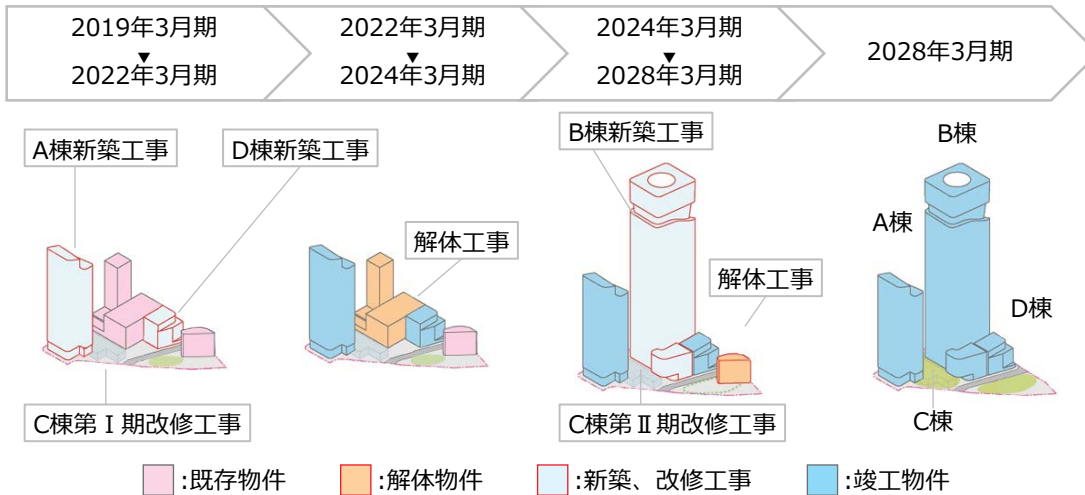 2019年3月期
▼
2022年3月期
2022年3月期
▼
2024年3月期
2024年3月期
▼
2028年3月期
2028年3月期
A棟新築工事
D棟新築工事
C棟第Ⅰ期改修工事
解体工事
B棟新築工事
解体工事
C棟第Ⅱ期改修工事
B棟
A棟
D棟
C棟
:既存物件
:解体物件
:新築、改修工事
:竣工物件